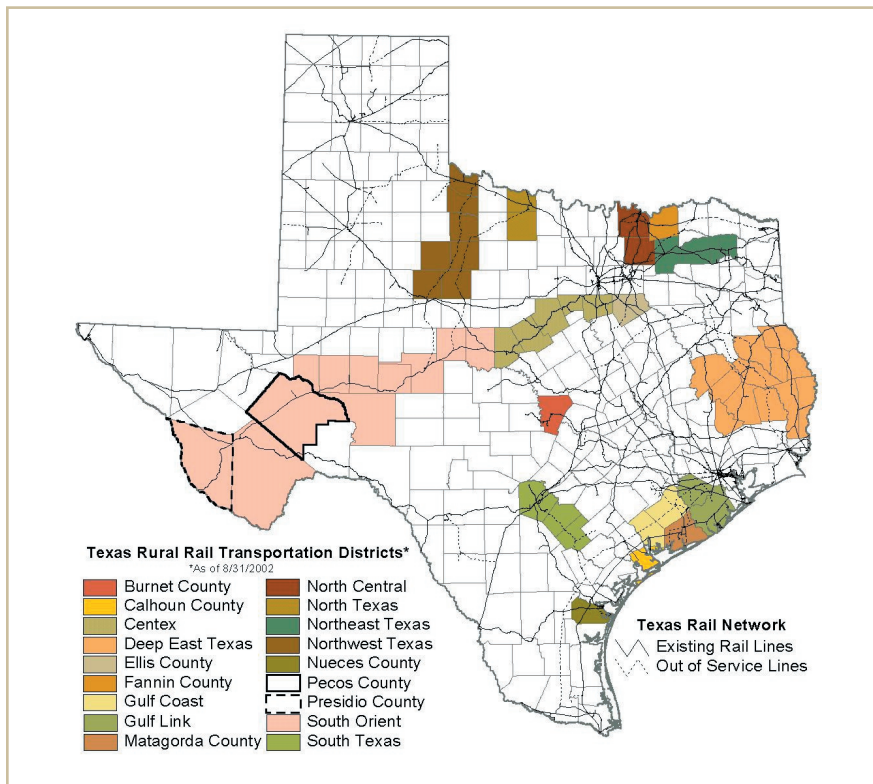 Texas Rural Rail Transportation Districts*
*As of 8/31/2002
Burnet County
Calhoun County
Centex
Deep East Texas
Ellis County
Fannin County
Gulf Coast
Gulf Link
Matagorda County
North Central
North Texas
Northeast Texas
Northwest Texas
Nueces County
Pecos County
Presidio County
South Orient
South Texas
Texas Rail Network
Existing Rail Lines
Out of Service Lines